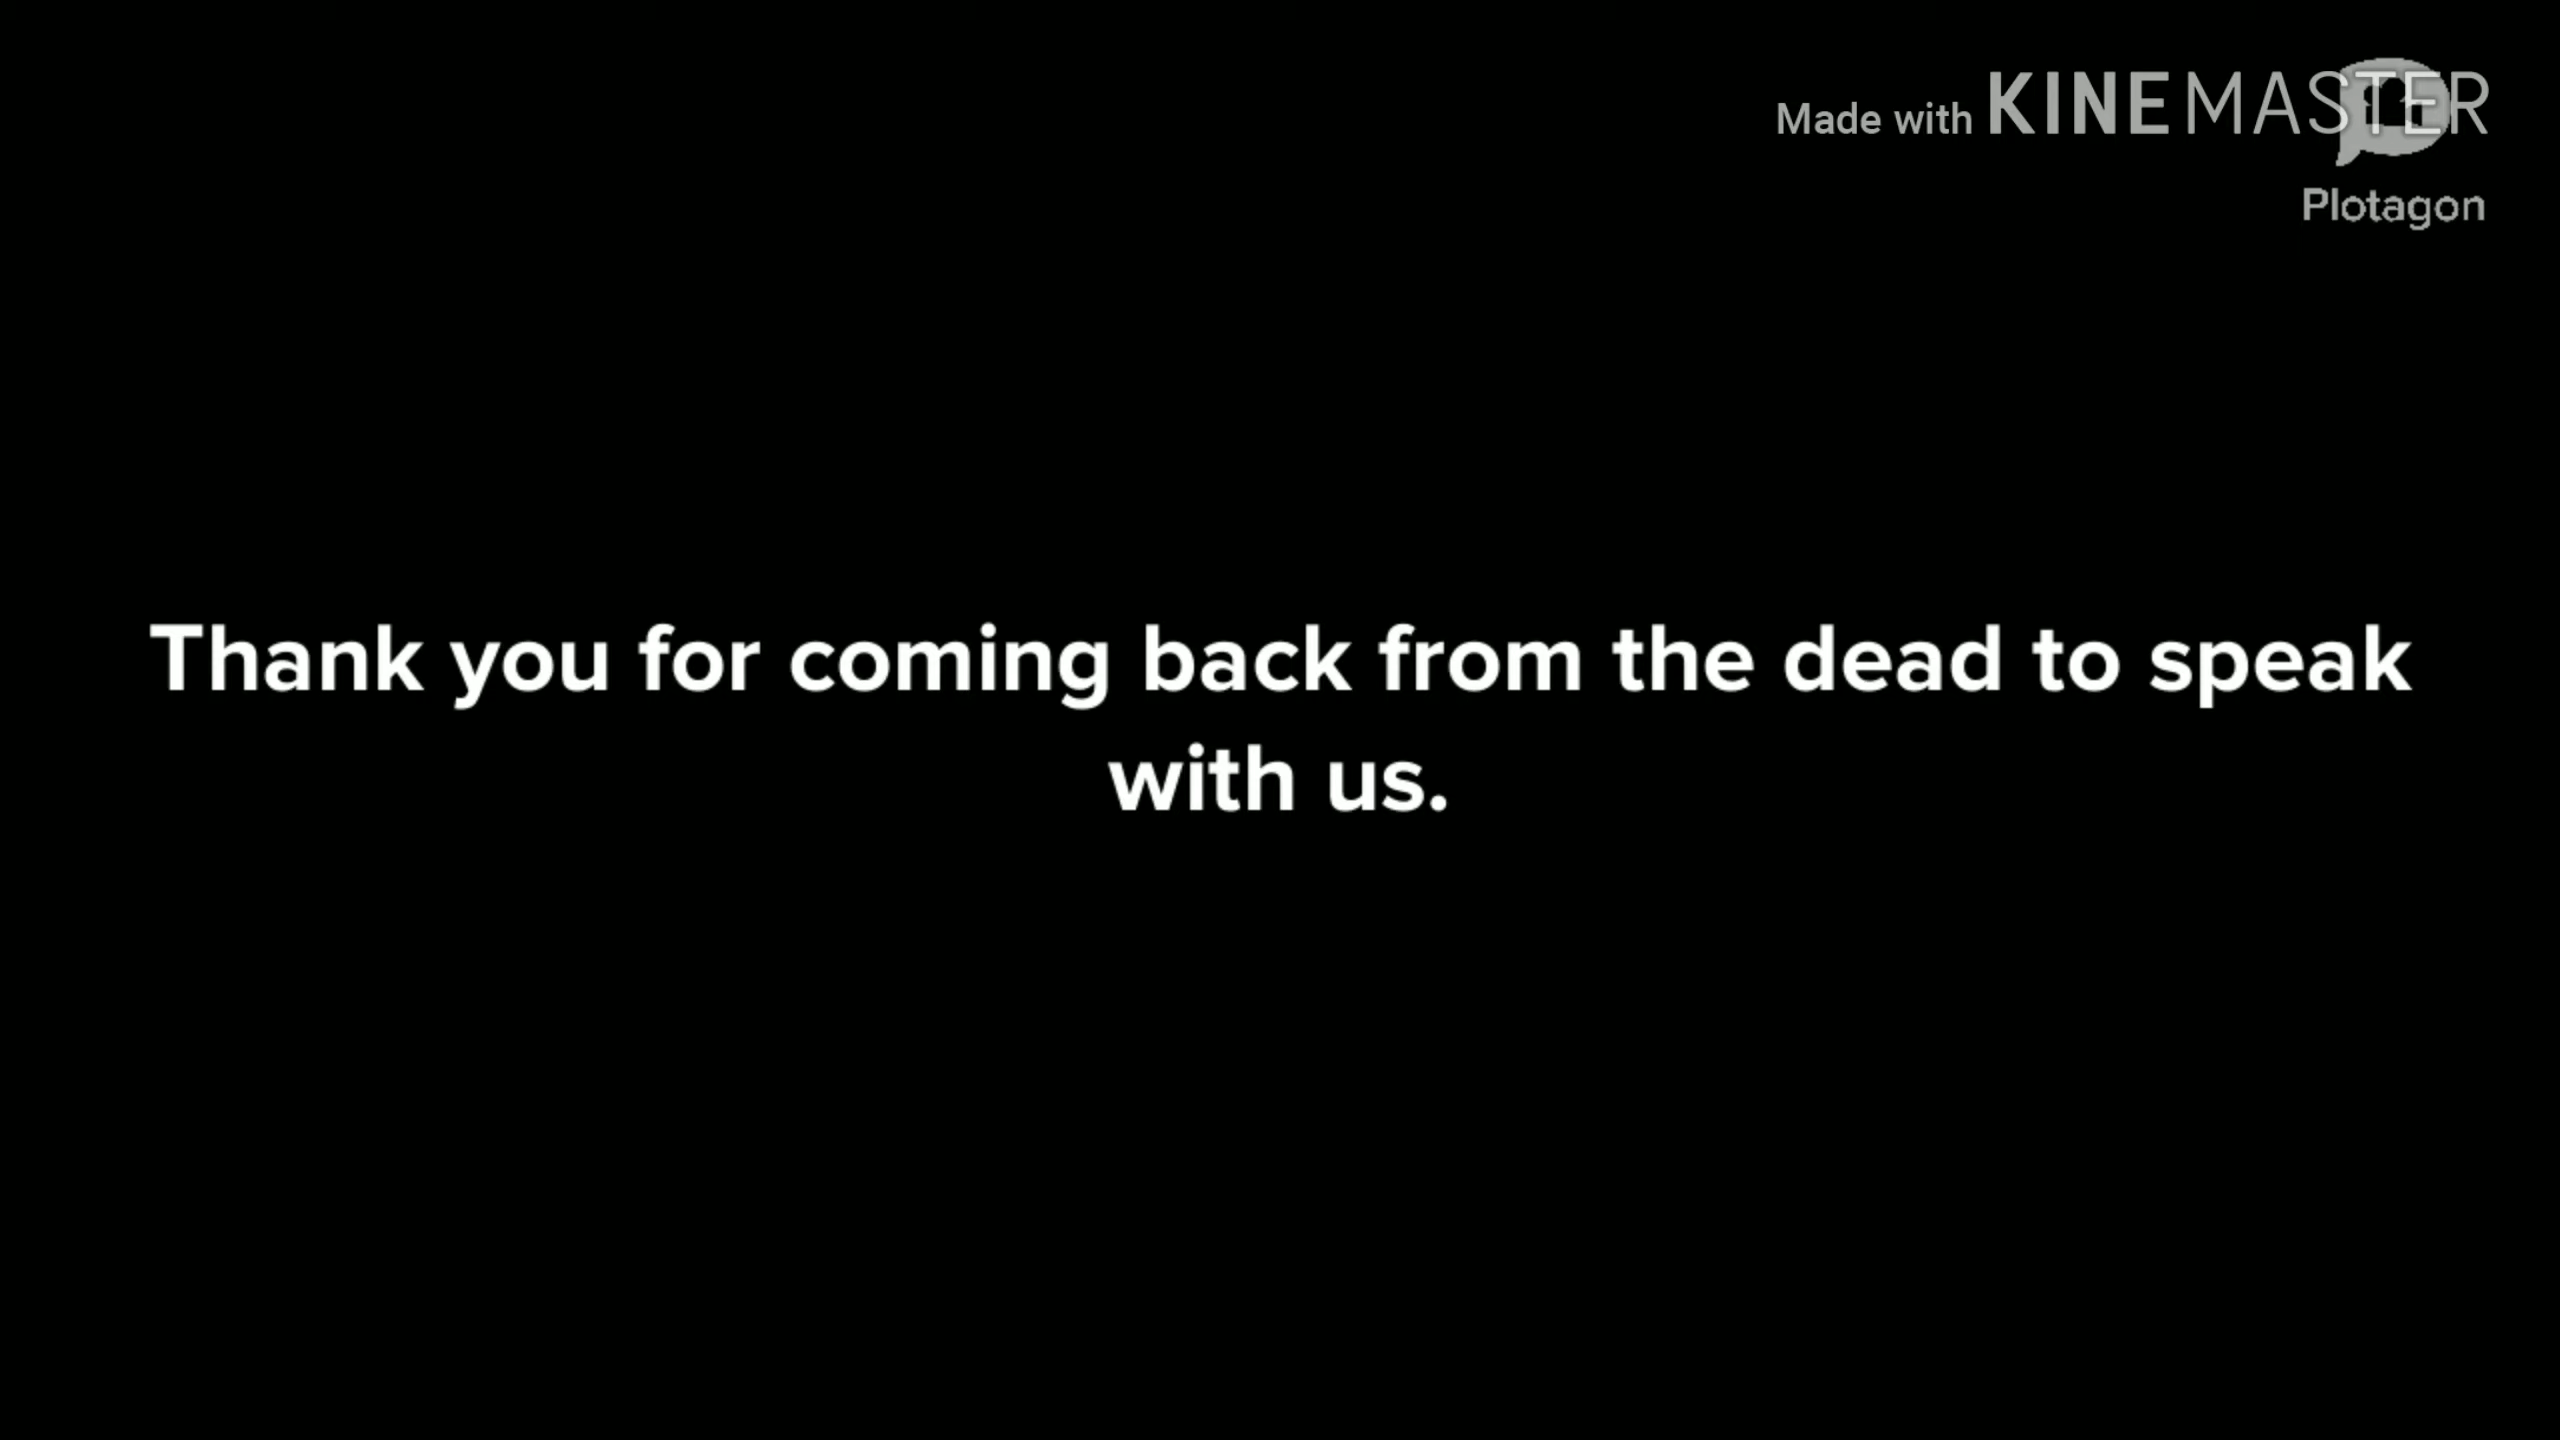 Made with KINEMASTER
Plotagon
Thank you for coming back from the dead to speak
with us.